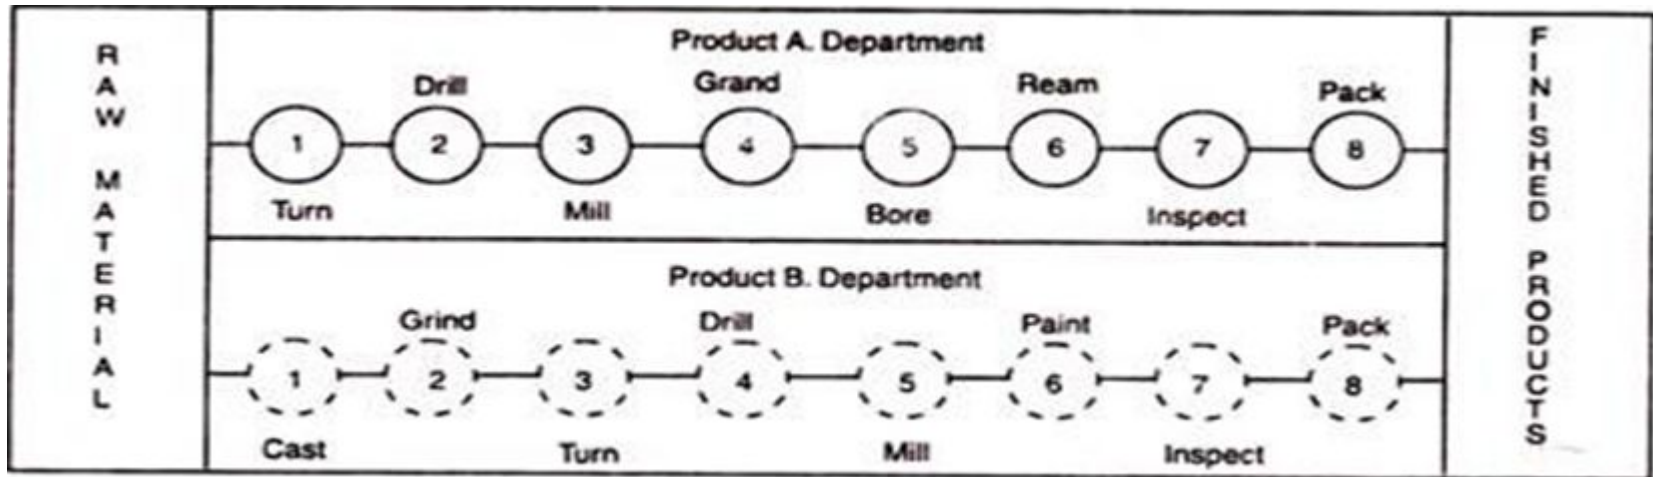 RAW MATERIAL
Product A. Department
Drill Grand Ream Pack
1 2 3 4 5 6 7 8
Turn Mill Bore Inspect
Product B. Department
Grind Drill Paint Pack
1 2 3 4 5 6 7 8
Cast Turn Mill Inspect
FINISHED PRODUCTS